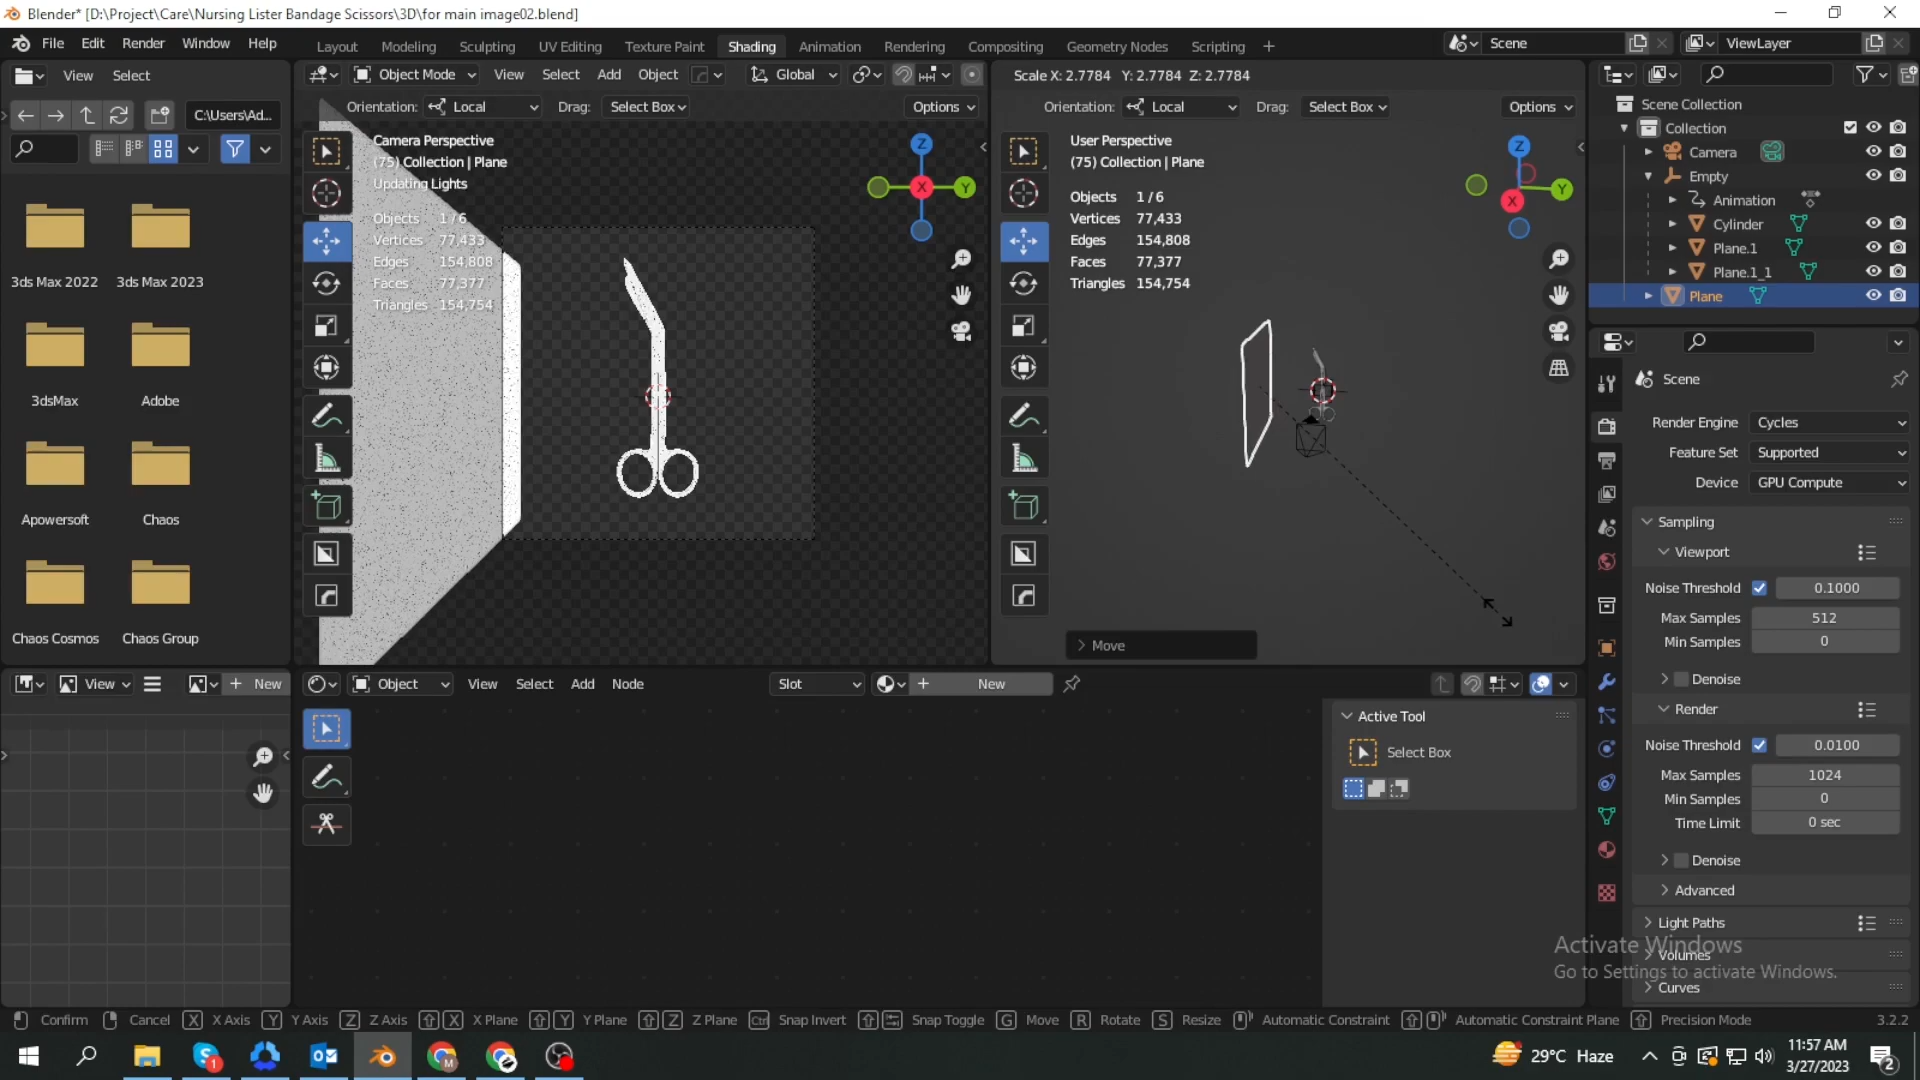 Blender* [D:\Project\Care\Nursing Lister Bandage Scissors\3D\for main image02.blend]
File Edit Render Window Help
Layout Modeling Sculpting UV Editing Texture Paint Shading Animation Rendering Compositing Geometry Nodes Scripting +
Scene
ViewLayer
View Select
Object Mode View Select Add Object Global
Scale X: 2.7784 Y: 2.7784 Z: 2.7784
C:\Users\Ad...
Orientation: Local Drag: Select Box Options
Orientation: Local Drag: Select Box Options
Camera Perspective
(75) Collection | Plane
Updating Lights
Objects 1/6
Vertices 77,433
Edges 154,808
Faces 77,377
Triangles 154,754
Z
X
Y
User Perspective
(75) Collection | Plane
Objects 1/6
Vertices 77,433
Edges 154,808
Faces 77,377
Triangles 154,754
Z
Y
X
Move
3ds Max 2022 3ds Max 2023
3dsMax Adobe
Apowersoft Chaos
Chaos Cosmos Chaos Group
Scene Collection
Collection
Camera
Empty
Animation
Cylinder
Plane.1
Plane.1_1
Plane
Scene
Render Engine Cycles
Feature Set Supported
Device GPU Compute
Sampling
Viewport
Noise Threshold 0.1000
Max Samples 512
Min Samples 0
Denoise
Render
Noise Threshold 0.0100
Max Samples 1024
Min Samples 0
Time Limit 0 sec
Denoise
Advanced
Light Paths
Volumes
Curves
Activate Windows
Go to Settings to activate Windows.
View + New
Object View Select Add Node Slot + New
Active Tool
Select Box
Confirm Cancel X X Axis Y Y Axis Z Z Axis X X Plane Y Y Plane Z Z Plane Ctrl Snap Invert Snap Toggle G Move R Rotate S Resize Automatic Constraint Automatic Constraint Plane Precision Mode 3.2.2
29°C Haze
11:57 AM
3/27/2023
1
M
2